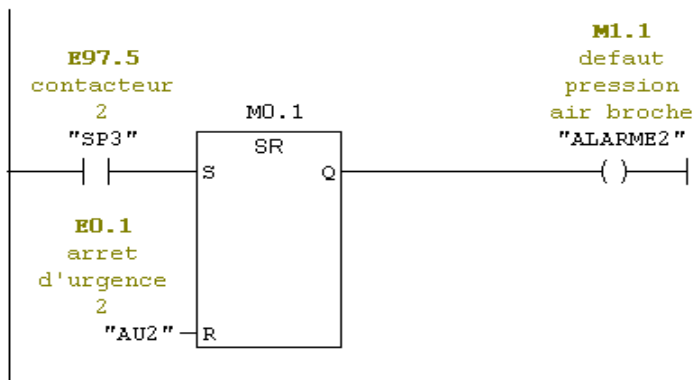 E97.5
contacteur
2
"SP3"
M0.1
SR
S
Q
M1.1
defaut
pression
air broche
"ALARME2"
( )
E0.1
arret
d'urgence
2
"AU2"
R